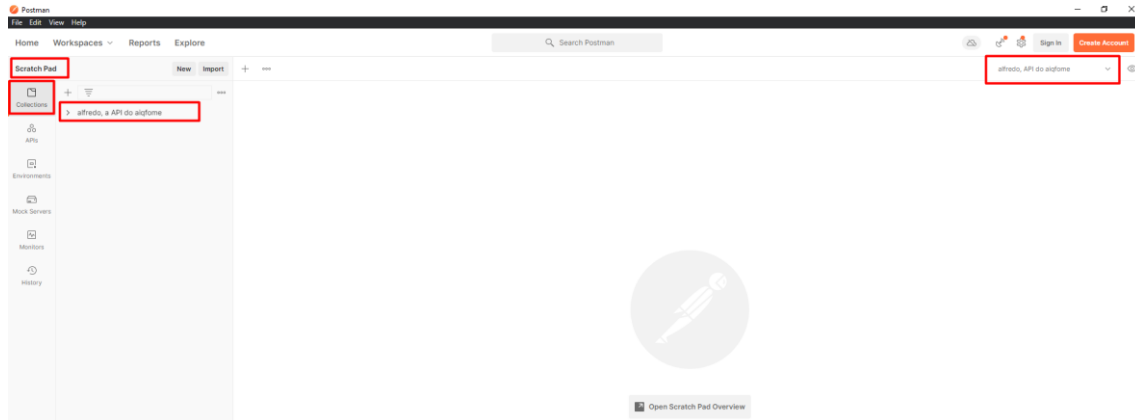 Postman
File Edit View Help
Home Workspaces Reports Explore
Search Postman
Sign In
Create Account
Scratch Pad
New Import
alfredo, API do aiqfome
Collections
alfredo, a API do aiqfome
APIs
Environments
Mock Servers
Monitors
History
Open Scratch Pad Overview